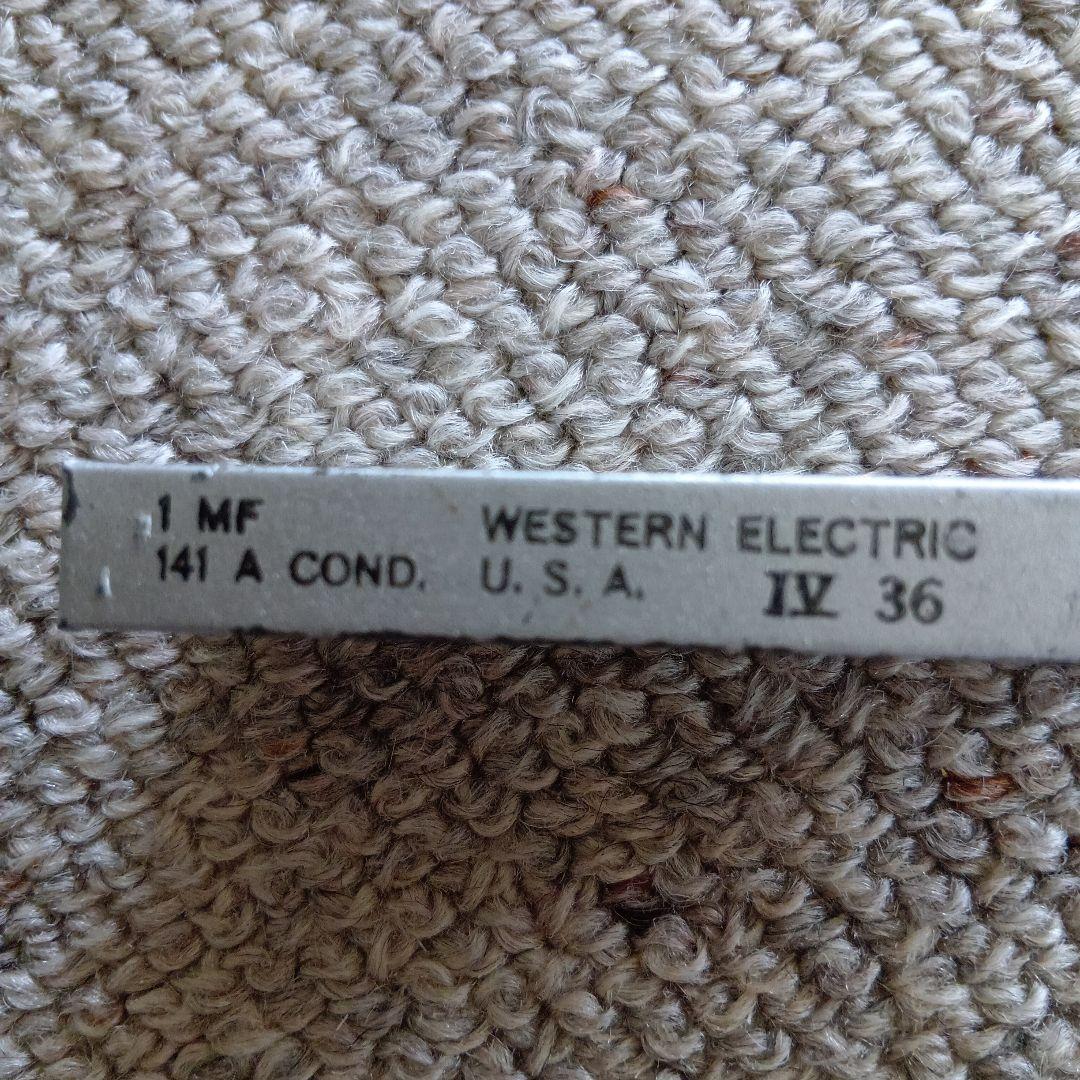 1 MF WESTERN ELECTRIC
141 A COND. U. S. A. IV 36